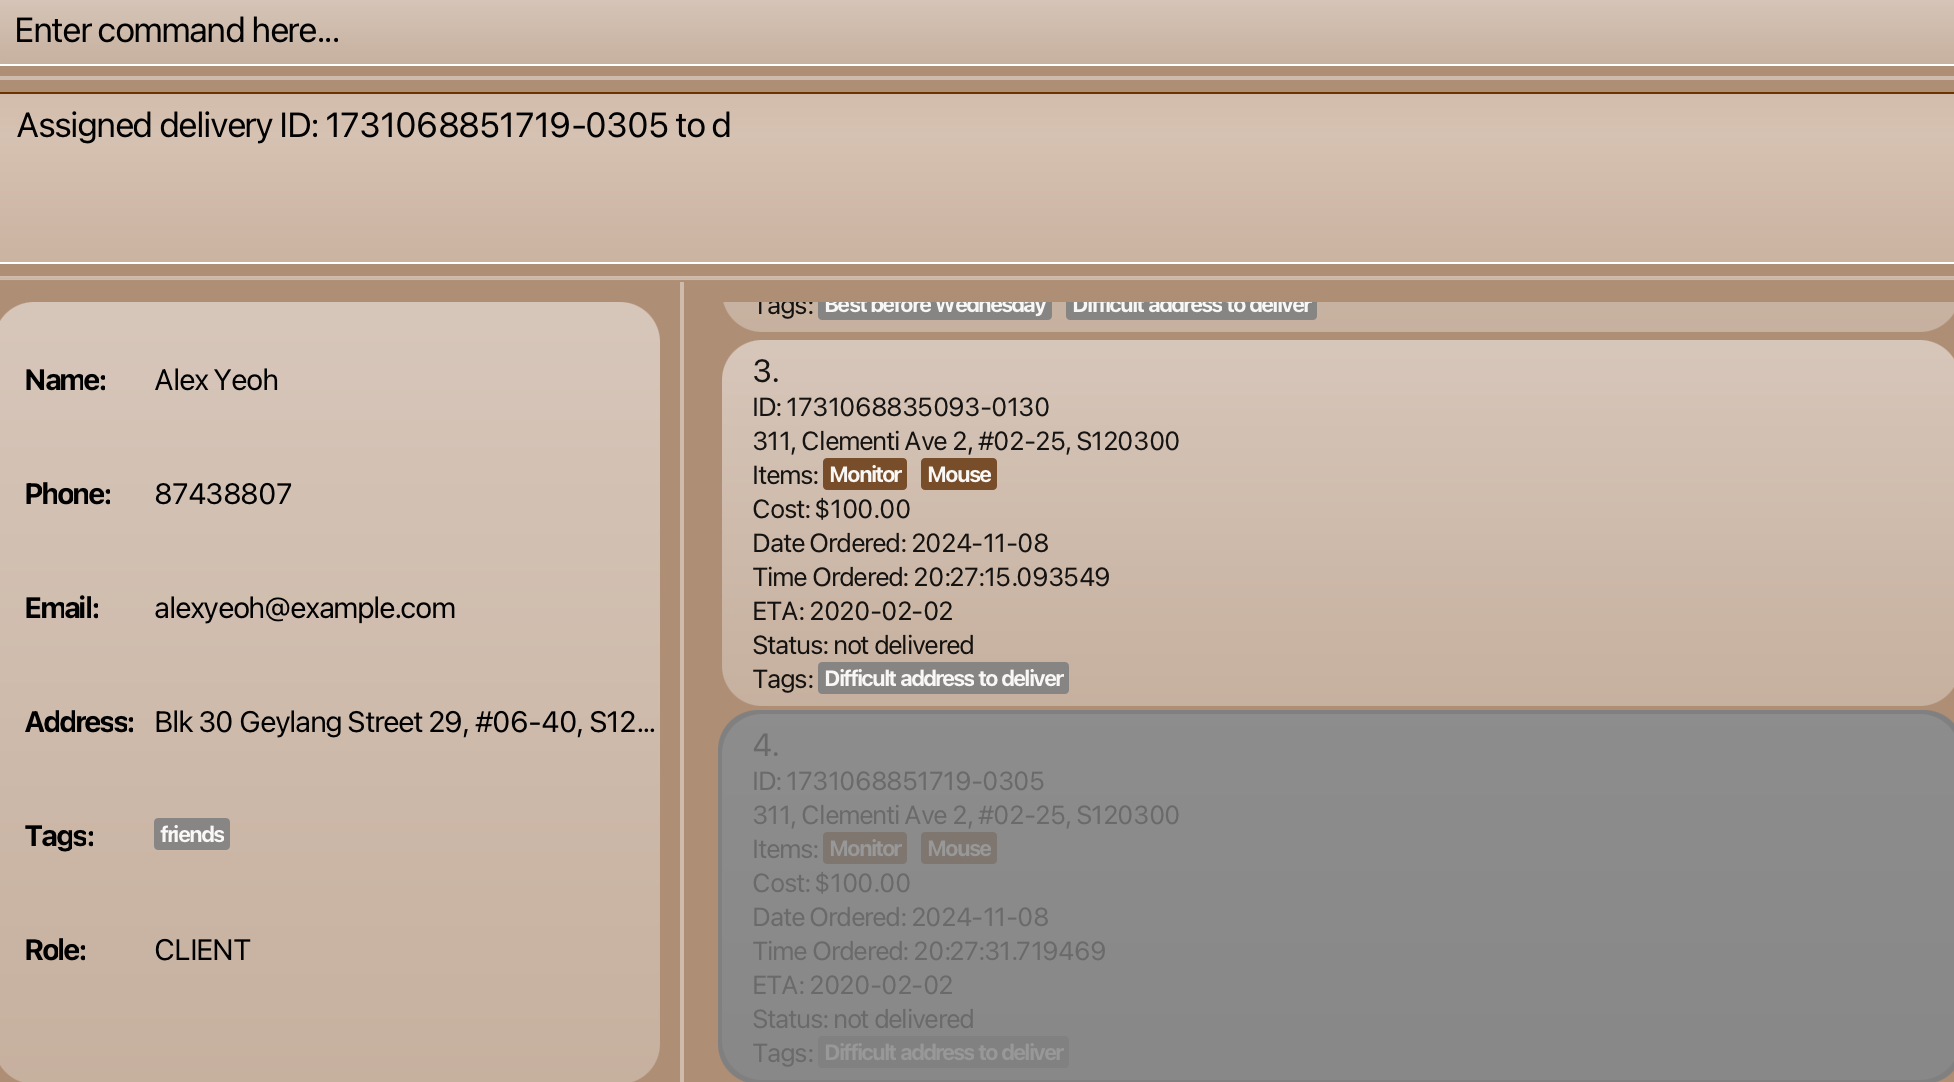 Enter command here...
Assigned delivery ID: 1731068851719-0305 to d
Name: Alex Yeoh
Phone: 87438807
Email: alexyeoh@example.com
Address: Blk 30 Geylang Street 29, #06-40, S12...
Tags: friends
Role: CLIENT
Tags: Best before Wednesday Difficult address to deliver
3.
ID: 1731068835093-0130
311, Clementi Ave 2, #02-25, S120300
Items: Monitor Mouse
Cost: $100.00
Date Ordered: 2024-11-08
Time Ordered: 20:27:15.093549
ETA: 2020-02-02
Status: not delivered
Tags: Difficult address to deliver
4.
ID: 1731068851719-0305
311, Clementi Ave 2, #02-25, S120300
Items: Monitor Mouse
Cost: $100.00
Date Ordered: 2024-11-08
Time Ordered: 20:27:31.719469
ETA: 2020-02-02
Status: not delivered
Tags: Difficult address to deliver